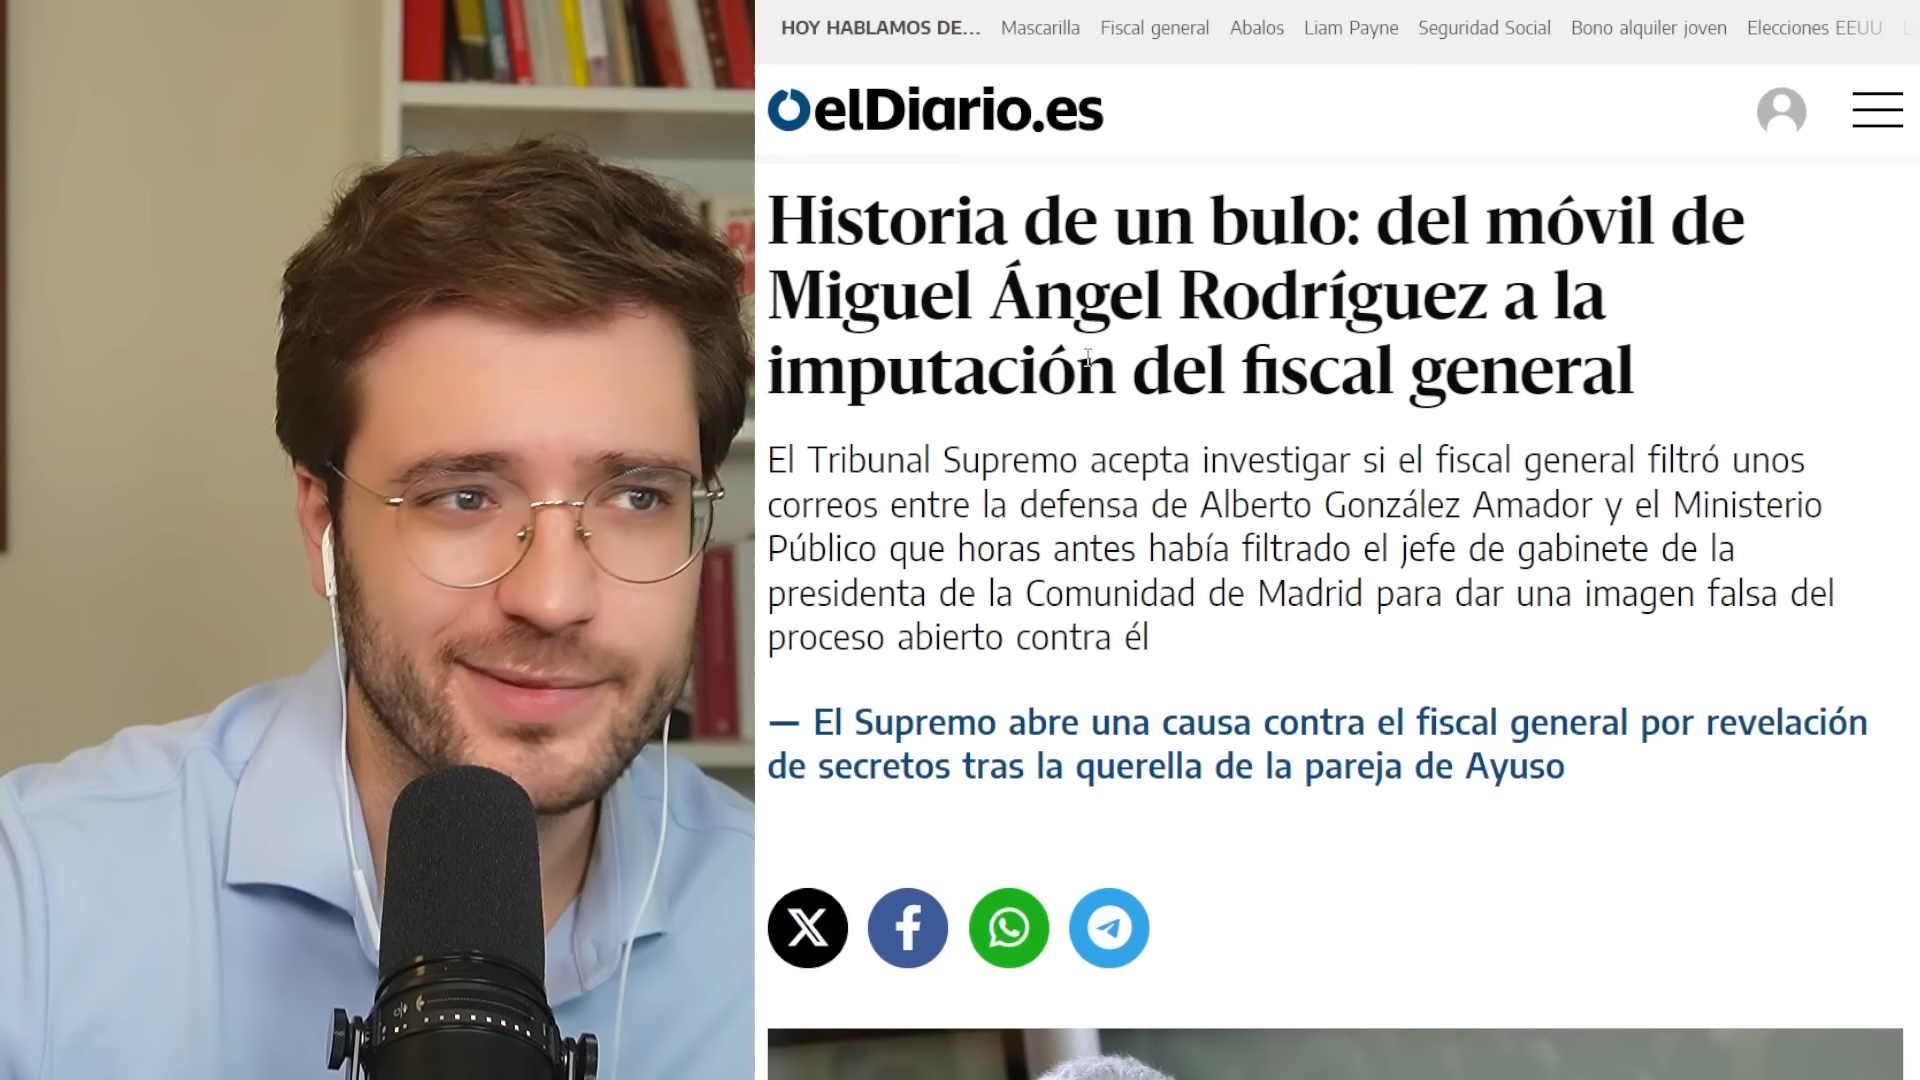 HOY HABLAMOS DE... Mascarilla Fiscal general Abalos Liam Payne Seguridad Social Bono alquiler joven Elecciones EEUU
elDiario.es
Historia de un bulo: del móvil de
Miguel Ángel Rodríguez a la
imputación del fiscal general
El Tribunal Supremo acepta investigar si el fiscal general filtró unos
correos entre la defensa de Alberto González Amador y el Ministerio
Público que horas antes había filtrado el jefe de gabinete de la
presidenta de la Comunidad de Madrid para dar una imagen falsa del
proceso abierto contra él
— El Supremo abre una causa contra el fiscal general por revelación
de secretos tras la querella de la pareja de Ayuso